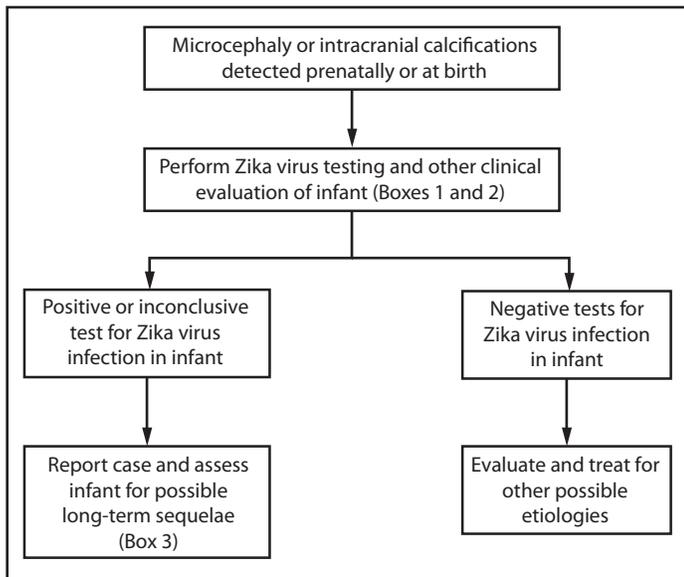 Microcephaly or intracranial calcifications
detected prenatally or at birth
Perform Zika virus testing and other clinical
evaluation of infant (Boxes 1 and 2)
Positive or inconclusive
test for Zika virus
infection in infant
Negative tests for
Zika virus infection
in infant
Report case and assess
infant for possible
long-term sequelae
(Box 3)
Evaluate and treat for
other possible
etiologies